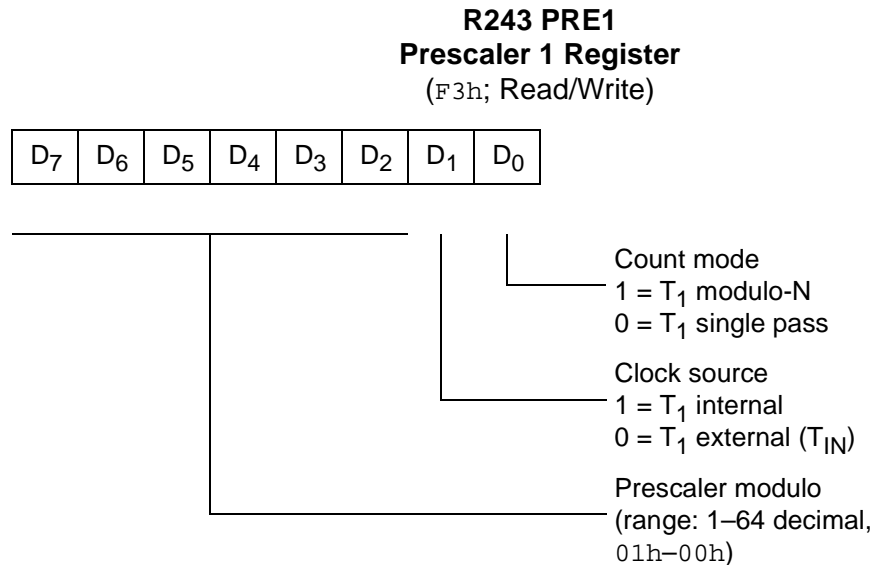 R243 PRE1
Prescaler 1 Register
(F3h; Read/Write)
D7 D6 D5 D4 D3 D2 D1 D0
Count mode
1 = T1 modulo-N
0 = T1 single pass
Clock source
1 = T1 internal
0 = T1 external (TIN)
Prescaler modulo
(range: 1–64 decimal,
01h–00h)